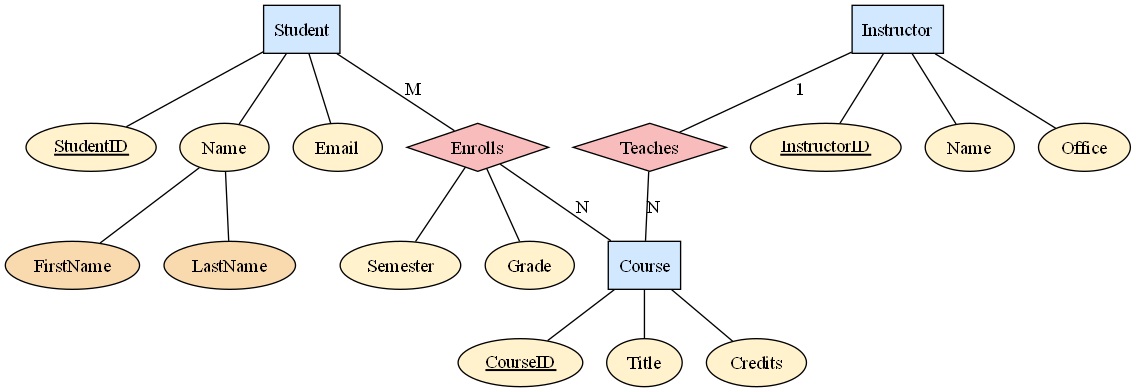 Student
Instructor
M
1
StudentID
Name
Email
Enrolls
Teaches
InstructorID
Name
Office
N
N
FirstName
LastName
Semester
Grade
Course
CourseID
Title
Credits